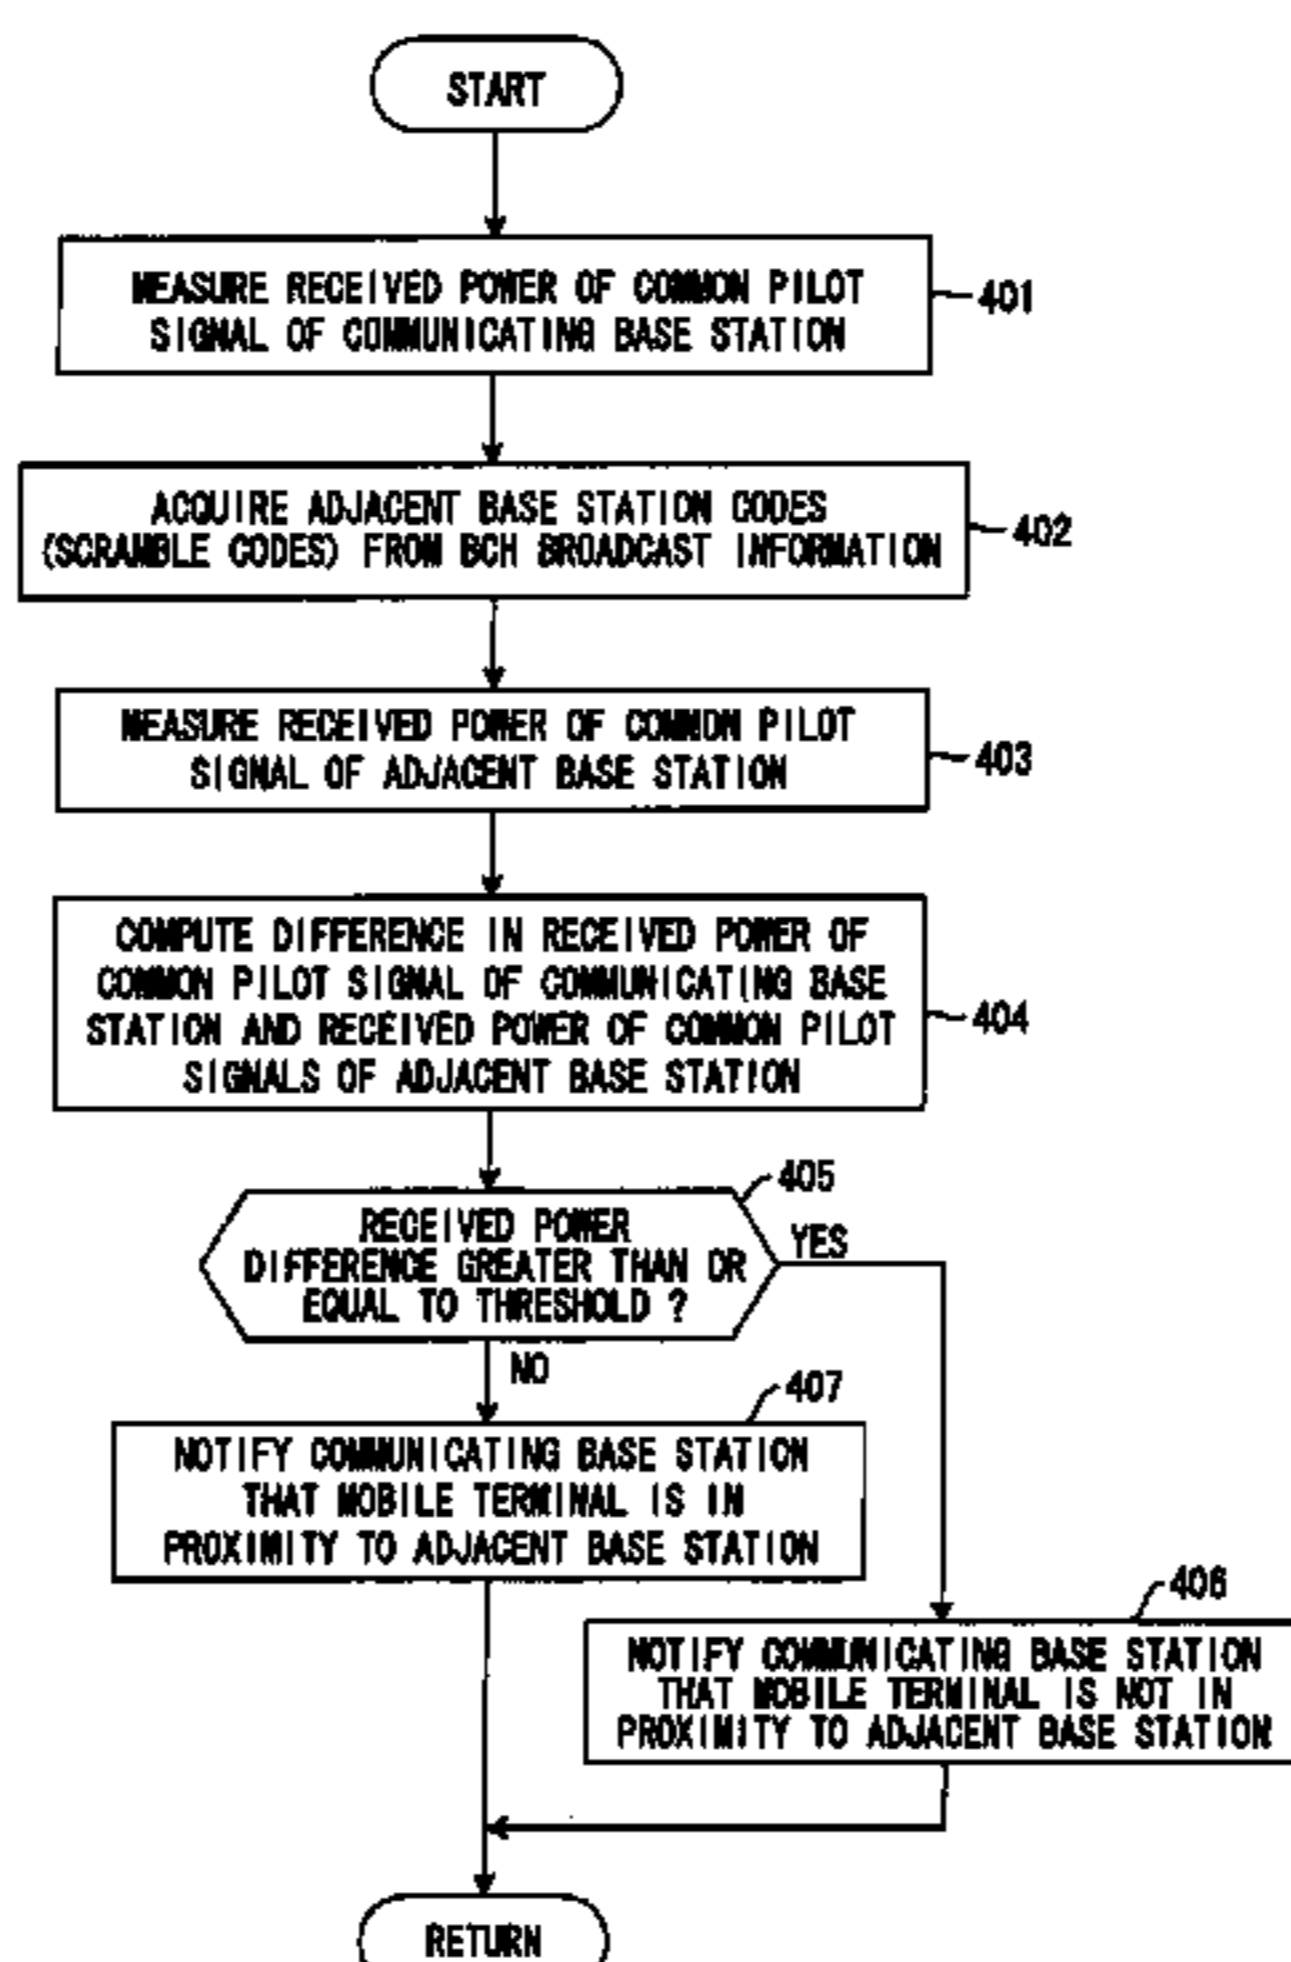 START
MEASURE RECEIVED POWER OF COMMON PILOT
SIGNAL OF COMMUNICATING BASE STATION
401
ACQUIRE ADJACENT BASE STATION CODES
(SCRAMBLE CODES) FROM BCH BROADCAST INFORMATION
402
MEASURE RECEIVED POWER OF COMMON PILOT
SIGNAL OF ADJACENT BASE STATION
403
COMPUTE DIFFERENCE IN RECEIVED POWER OF
COMMON PILOT SIGNAL OF COMMUNICATING BASE
STATION AND RECEIVED POWER OF COMMON PILOT
SIGNALS OF ADJACENT BASE STATION
404
405
RECEIVED POWER
DIFFERENCE GREATER THAN OR
EQUAL TO THRESHOLD ?
YES
NO
407
NOTIFY COMMUNICATING BASE STATION
THAT MOBILE TERMINAL IS IN
PROXIMITY TO ADJACENT BASE STATION
406
NOTIFY COMMUNICATING BASE STATION
THAT MOBILE TERMINAL IS NOT IN
PROXIMITY TO ADJACENT BASE STATION
RETURN